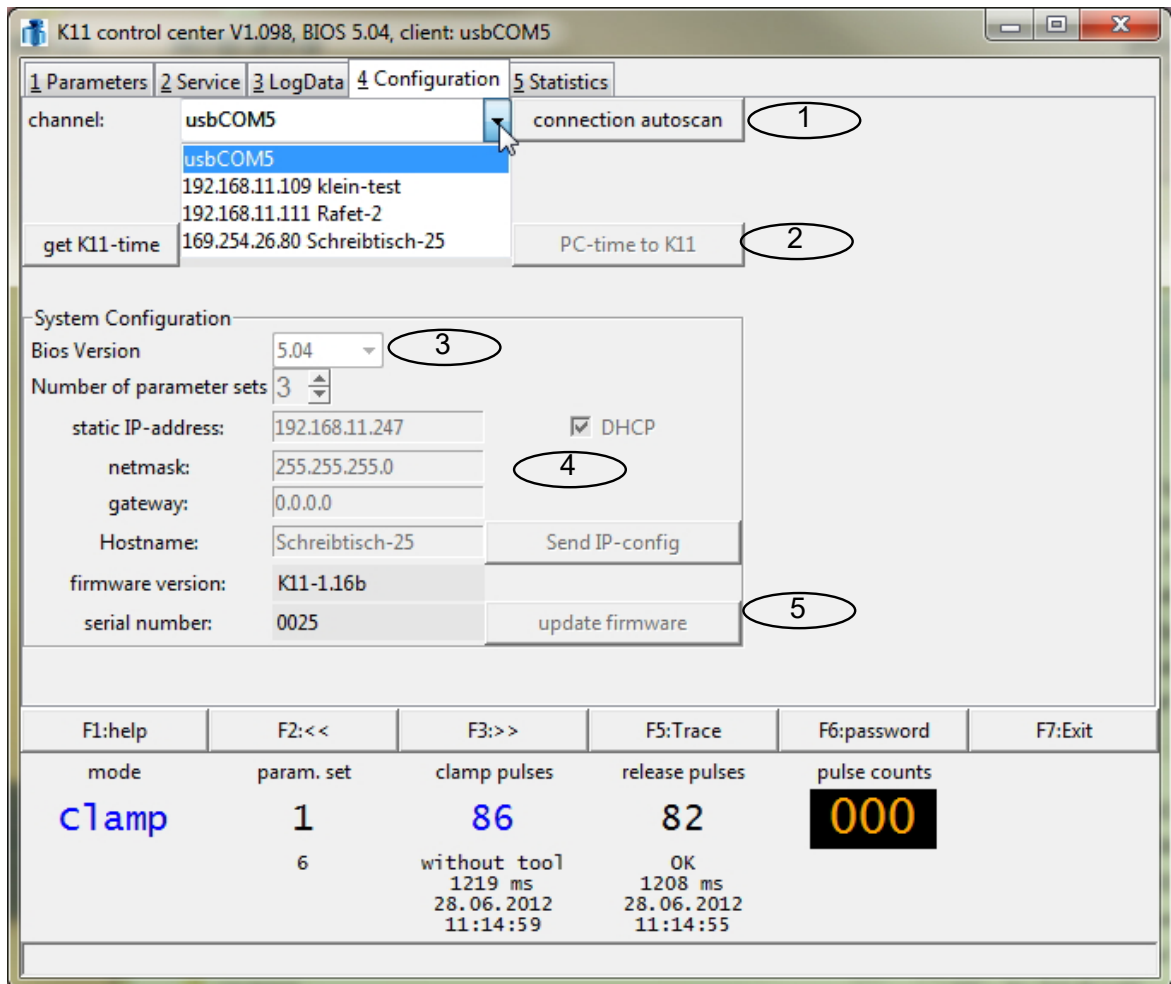 K11 control center V1.098, BIOS 5.04, client: usbCOM5
1 Parameters 2 Service 3 LogData 4 Configuration 5 Statistics
channel: usbCOM5 connection autoscan 1
usbCOM5
192.168.11.109 klein-test
192.168.11.111 Rafet-2
get K11-time 169.254.26.80 Schreibtisch-25 PC-time to K11 2
System Configuration
Bios Version 5.04 3
Number of parameter sets 3
static IP-address: 192.168.11.247 DHCP
netmask: 255.255.255.0 4
gateway: 0.0.0.0
Hostname: Schreibtisch-25 Send IP-config
firmware version: K11-1.16b
serial number: 0025 update firmware 5
F1:help F2:<< F3:>> F5:Trace F6:password F7:Exit
mode param. set clamp pulses release pulses pulse counts
clamp 1 86 82 000
6 without tool OK
1219 ms 1208 ms
28.06.2012 28.06.2012
11:14:59 11:14:55